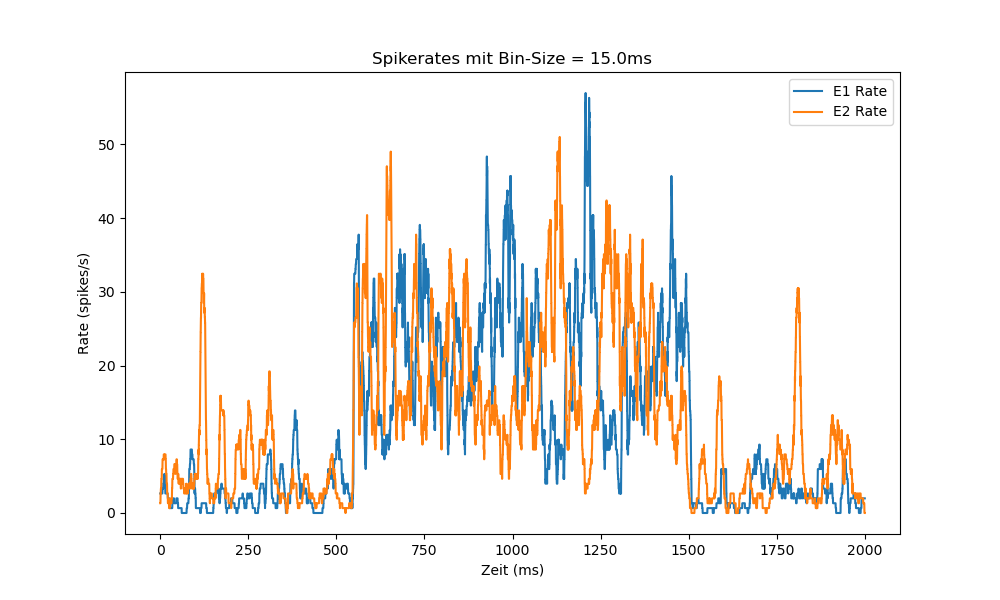 Spikerates mit Bin-Size = 15.0ms
E1 Rate
E2 Rate
Rate (spikes/s)
50
40
30
20
10
0
0 250 500 750 1000 1250 1500 1750 2000
Zeit (ms)